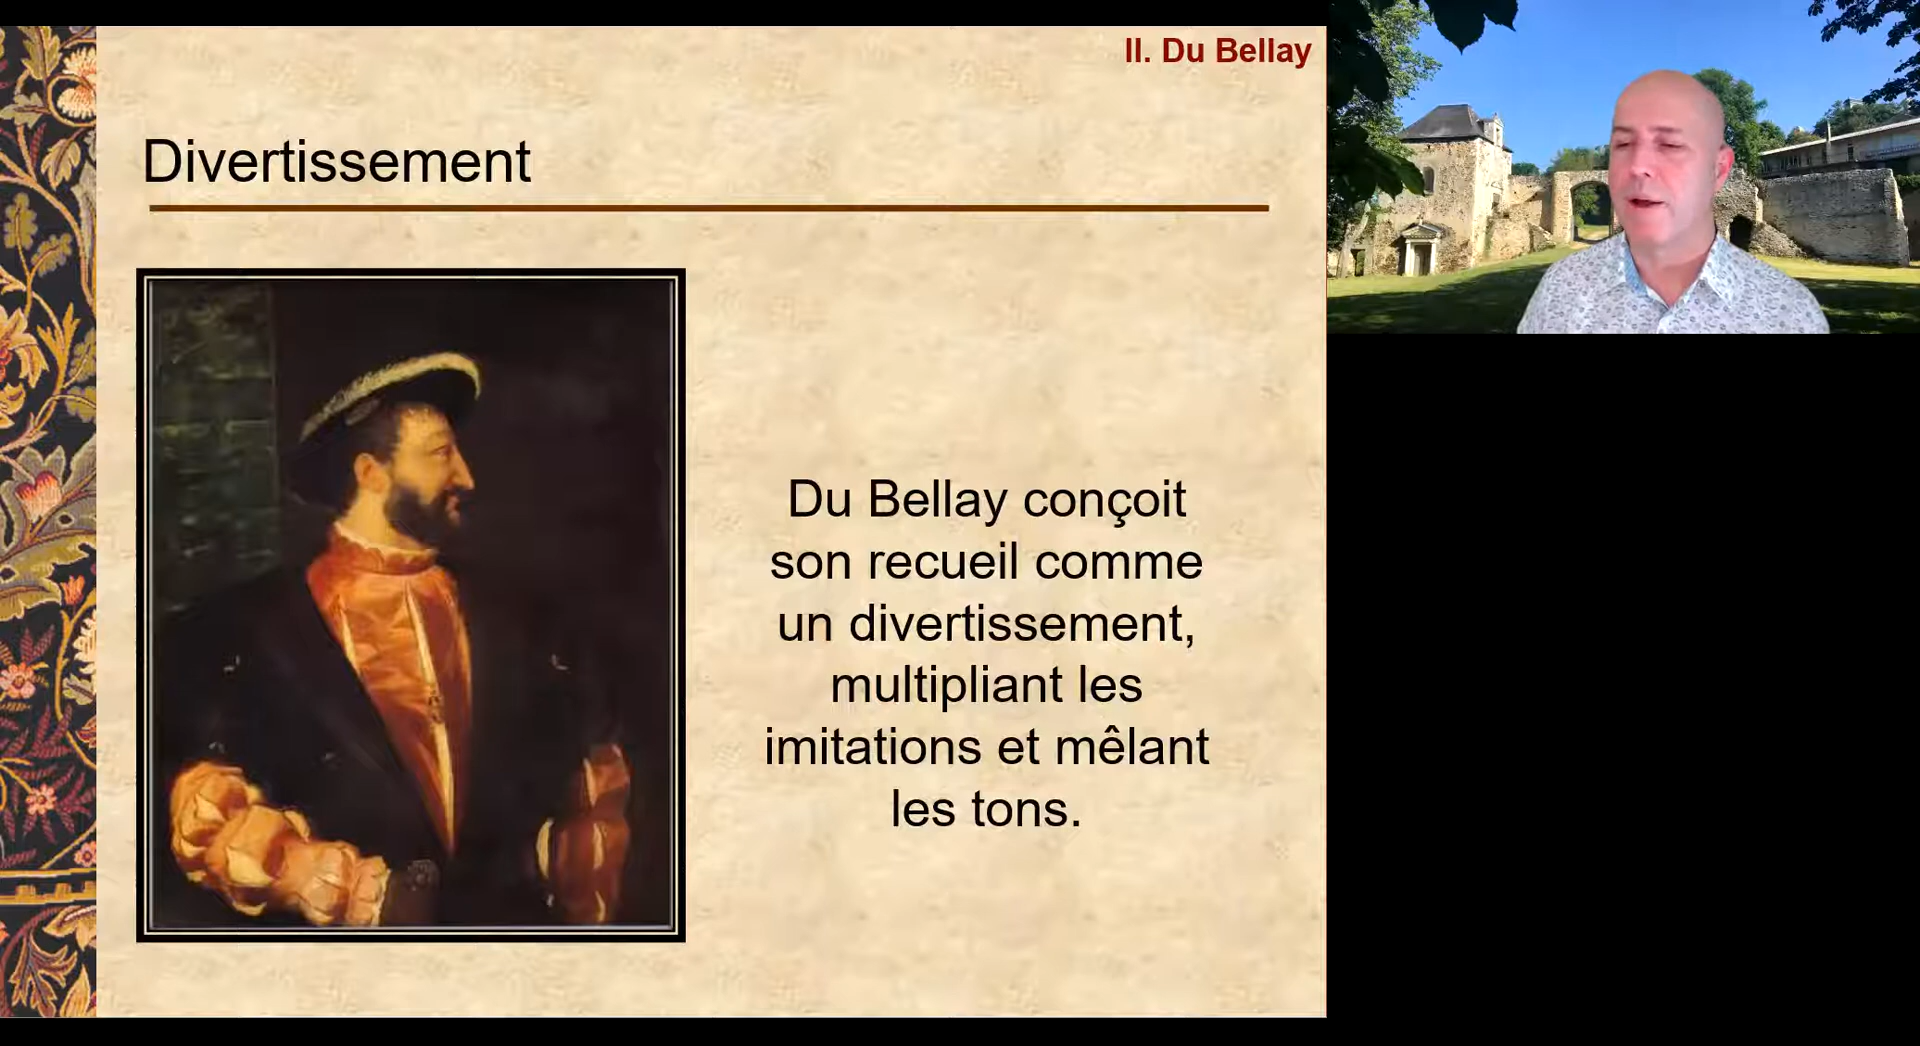 II. Du Bellay
Divertissement
Du Bellay conçoit
son recueil comme
un divertissement,
multipliant les
imitations et mêlant
les tons.